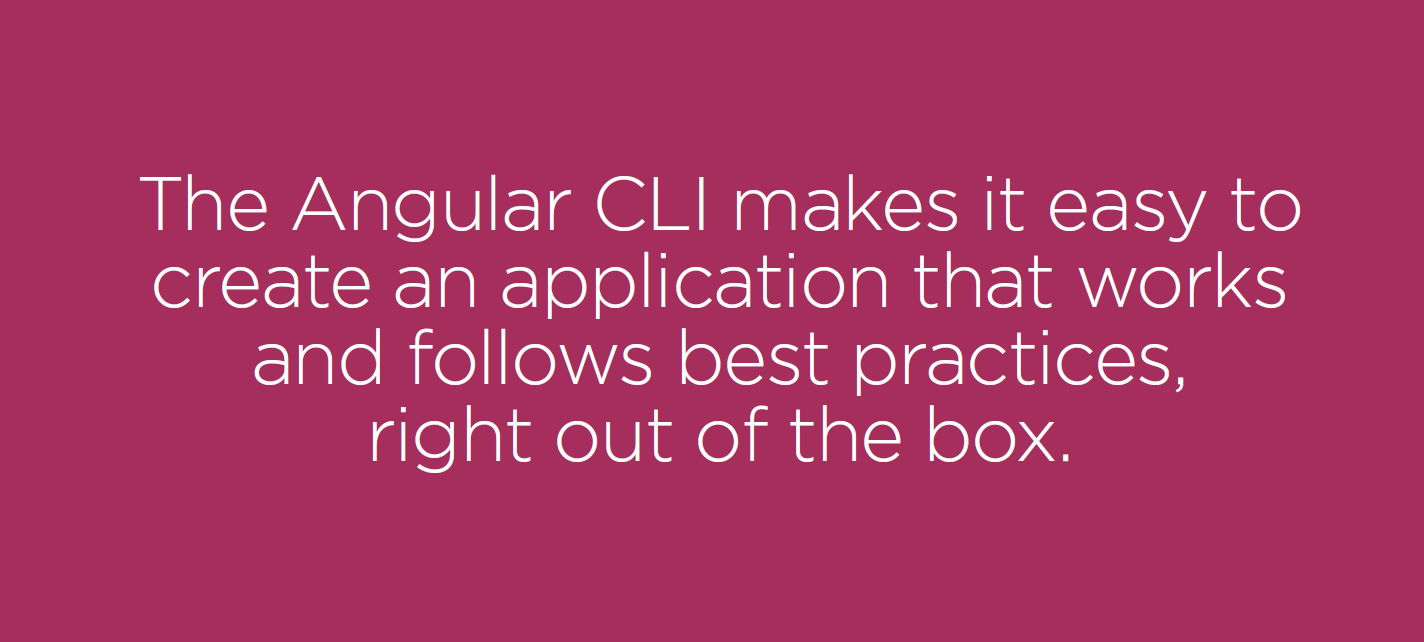 The Angular CLI makes it easy to
create an application that works
and follows best practices,
right out of the box.